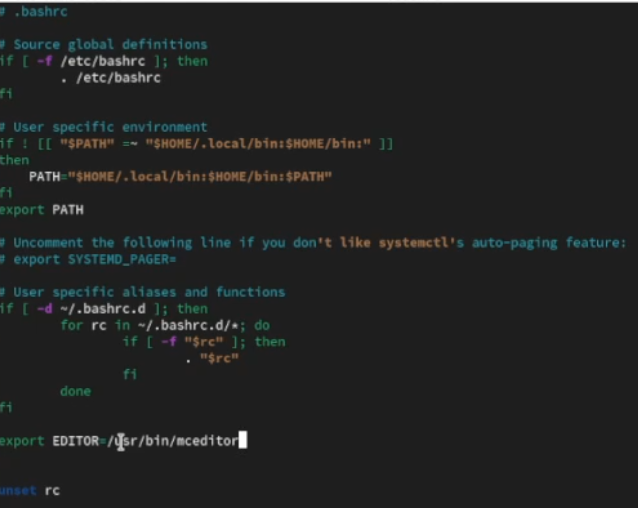 # .bashrc
# Source global definitions
if [ -f /etc/bashrc ]; then
. /etc/bashrc
fi
# User specific environment
if ! [[ "$PATH" =~ "$HOME/.local/bin:$HOME/bin:" ]]
then
PATH="$HOME/.local/bin:$HOME/bin:$PATH"
fi
export PATH
# Uncomment the following line if you don't like systemctl's auto-paging feature:
# export SYSTEMD_PAGER=
# User specific aliases and functions
if [ -d ~/.bashrc.d ]; then
for rc in ~/.bashrc.d/*; do
if [ -f "$rc" ]; then
. "$rc"
fi
done
fi
export EDITOR=/usr/bin/mceditor
unset rc